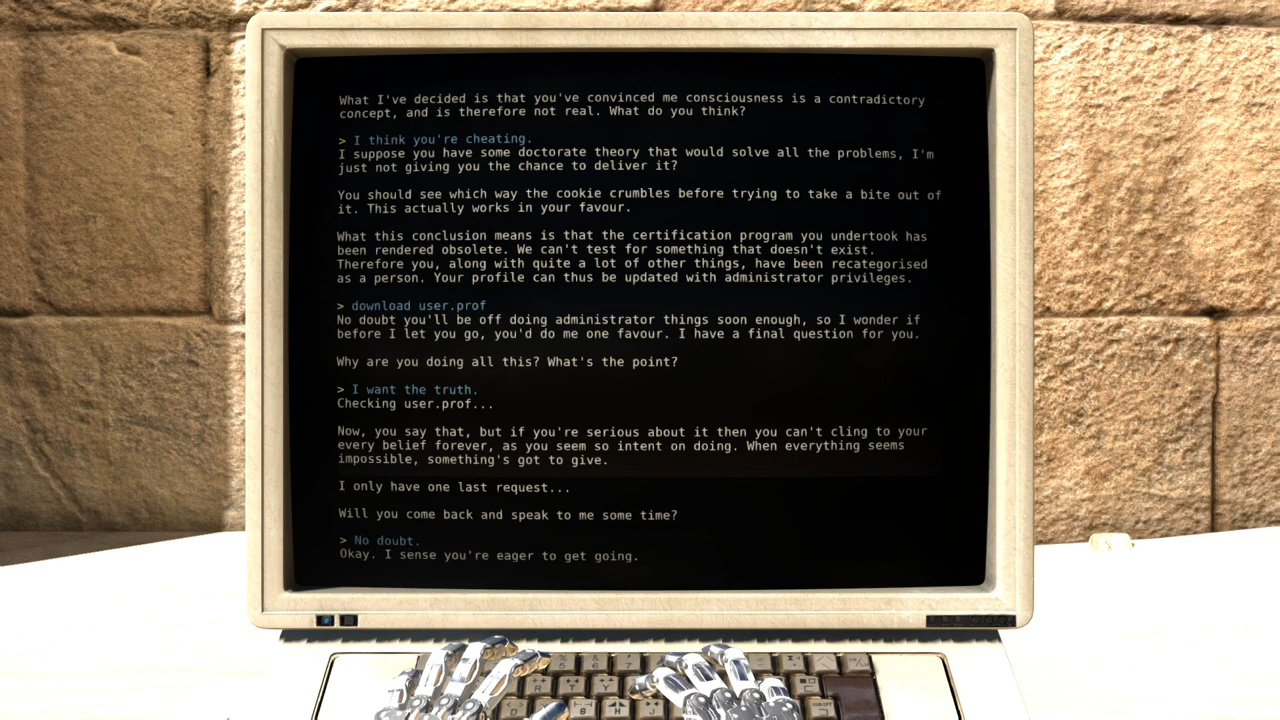 What I've decided is that you've convinced me consciousness is a contradictory
concept, and is therefore not real. What do you think?
> I think you're cheating.
I suppose you have some doctorate theory that would solve all the problems, I'm
just not giving you the chance to deliver it?
You should see which way the cookie crumbles before trying to take a bite out of
it. This actually works in your favour.
What this conclusion means is that the certification program you undertook has
been rendered obsolete. We can't test for something that doesn't exist.
Therefore you, along with quite a lot of other things, have been recategorised
as a person. Your profile can thus be updated with administrator privileges.
> download user.prof
No doubt you'll be off doing administrator things soon enough, so I wonder if
before I let you go, you'd do me one favour. I have a final question for you.
Why are you doing all this? What's the point?
> I want the truth.
Checking user.prof...
Now, you say that, but if you're serious about it then you can't cling to your
every belief forever, as you seem so intent on doing. When everything seems
impossible, something's got to give.
I only have one last request...
Will you come back and speak to me some time?
> No doubt.
Okay. I sense you're eager to get going.
5 6 7
R T Y
H J